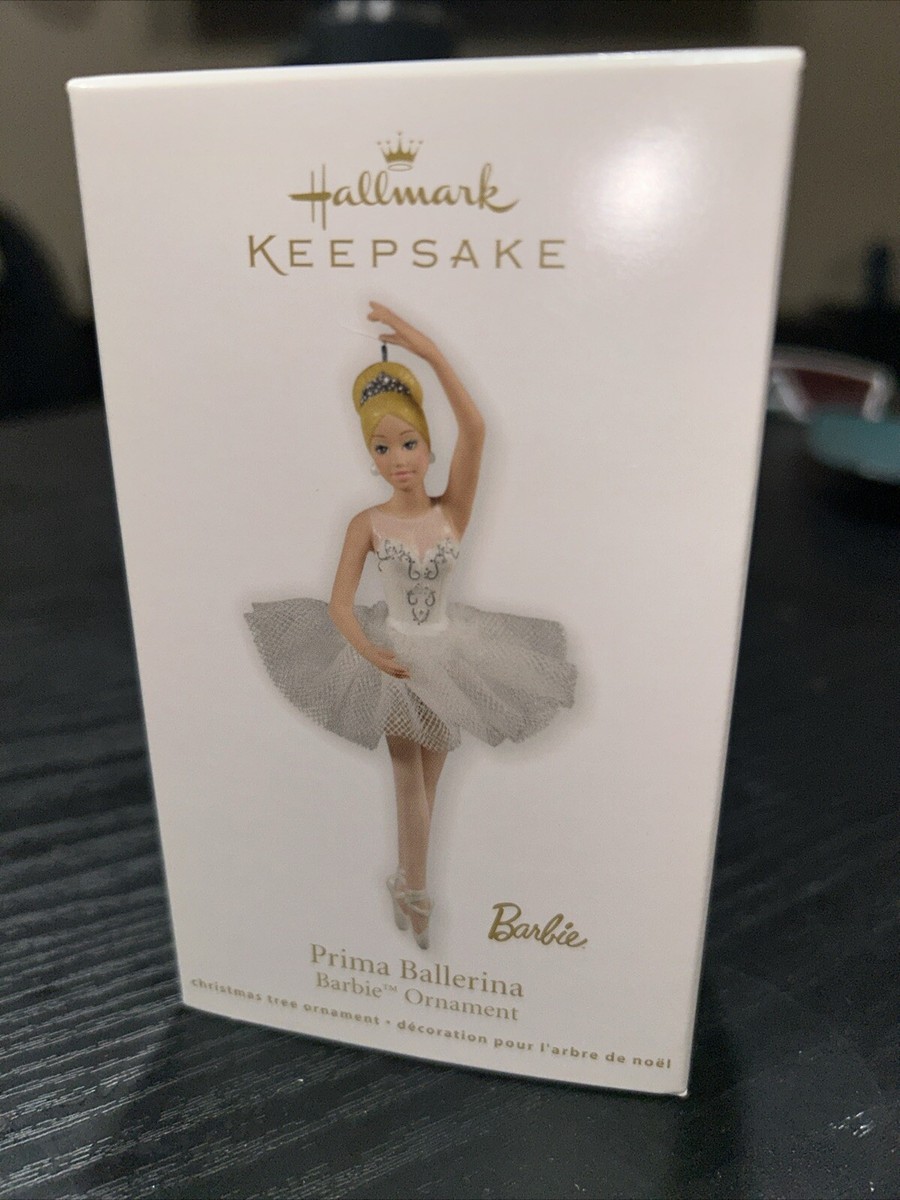 Hallmark
KEEPSAKE
Barbie
Prima Ballerina
Barbie™ Ornament
christmas tree ornament • décoration pour l'arbre de noël